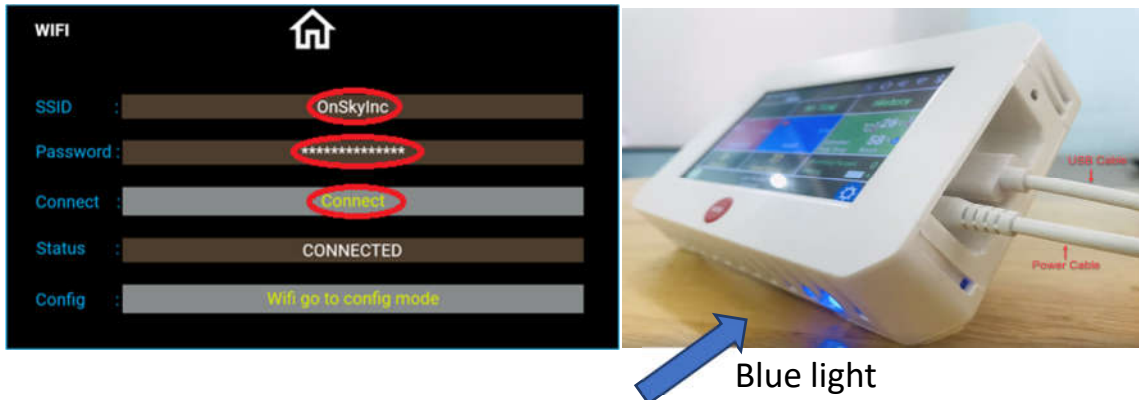 WIFI
SSID : OnSkyInc
Password : **************
Connect : Connect
Status : CONNECTED
Config : Wifi go to config mode
History
USB Cable
Power Cable
Blue light